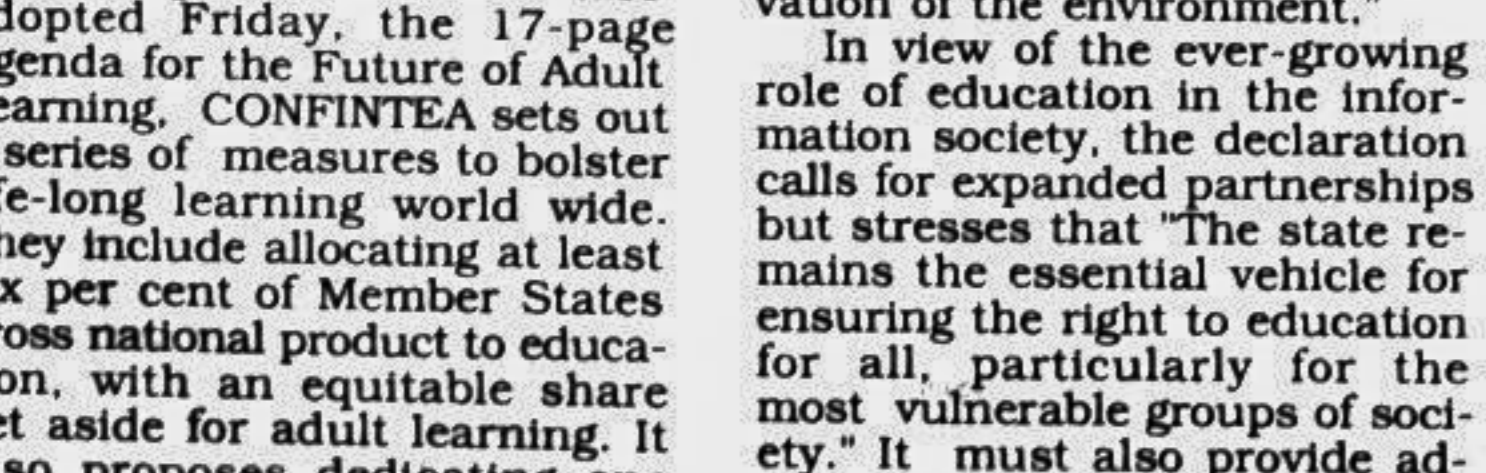 dopted Friday, the 17-page
genda for the Future of Adult
earning, CONFINTEA sets out
series of measures to bolster
fe-long learning world wide.
hey include allocating at least
x per cent of Member States
ross national product to educa-
on, with an equitable share
et aside for adult learning. It
so proposes dedicating one
vation of the environment."
In view of the ever-growing
role of education in the infor-
mation society, the declaration
calls for expanded partnerships
but stresses that "The state re-
mains the essential vehicle for
ensuring the right to education
for all, particularly for the
most vulnerable groups of soci-
ety." It must also provide ad-